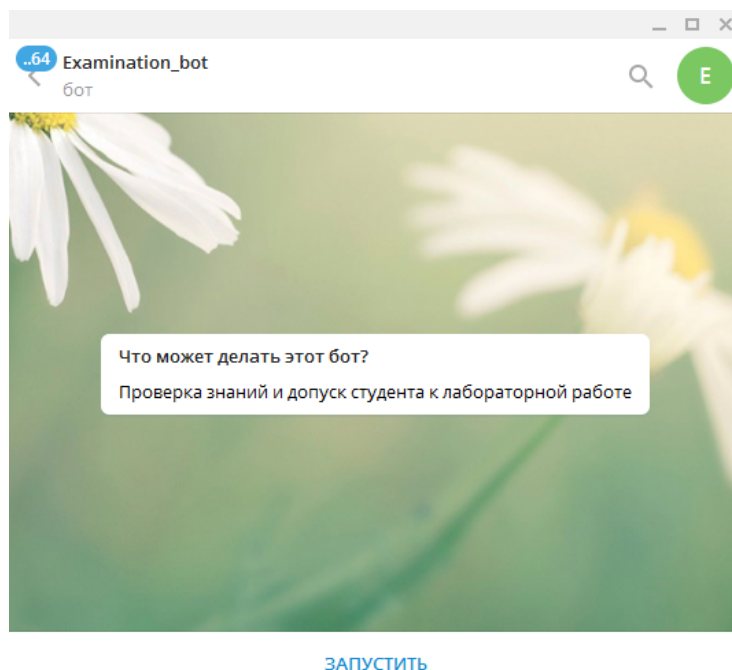 ..64
Examination_bot
бот
E
Что может делать этот бот?
Проверка знаний и допуск студента к лабораторной работе
ЗАПУСТИТЬ